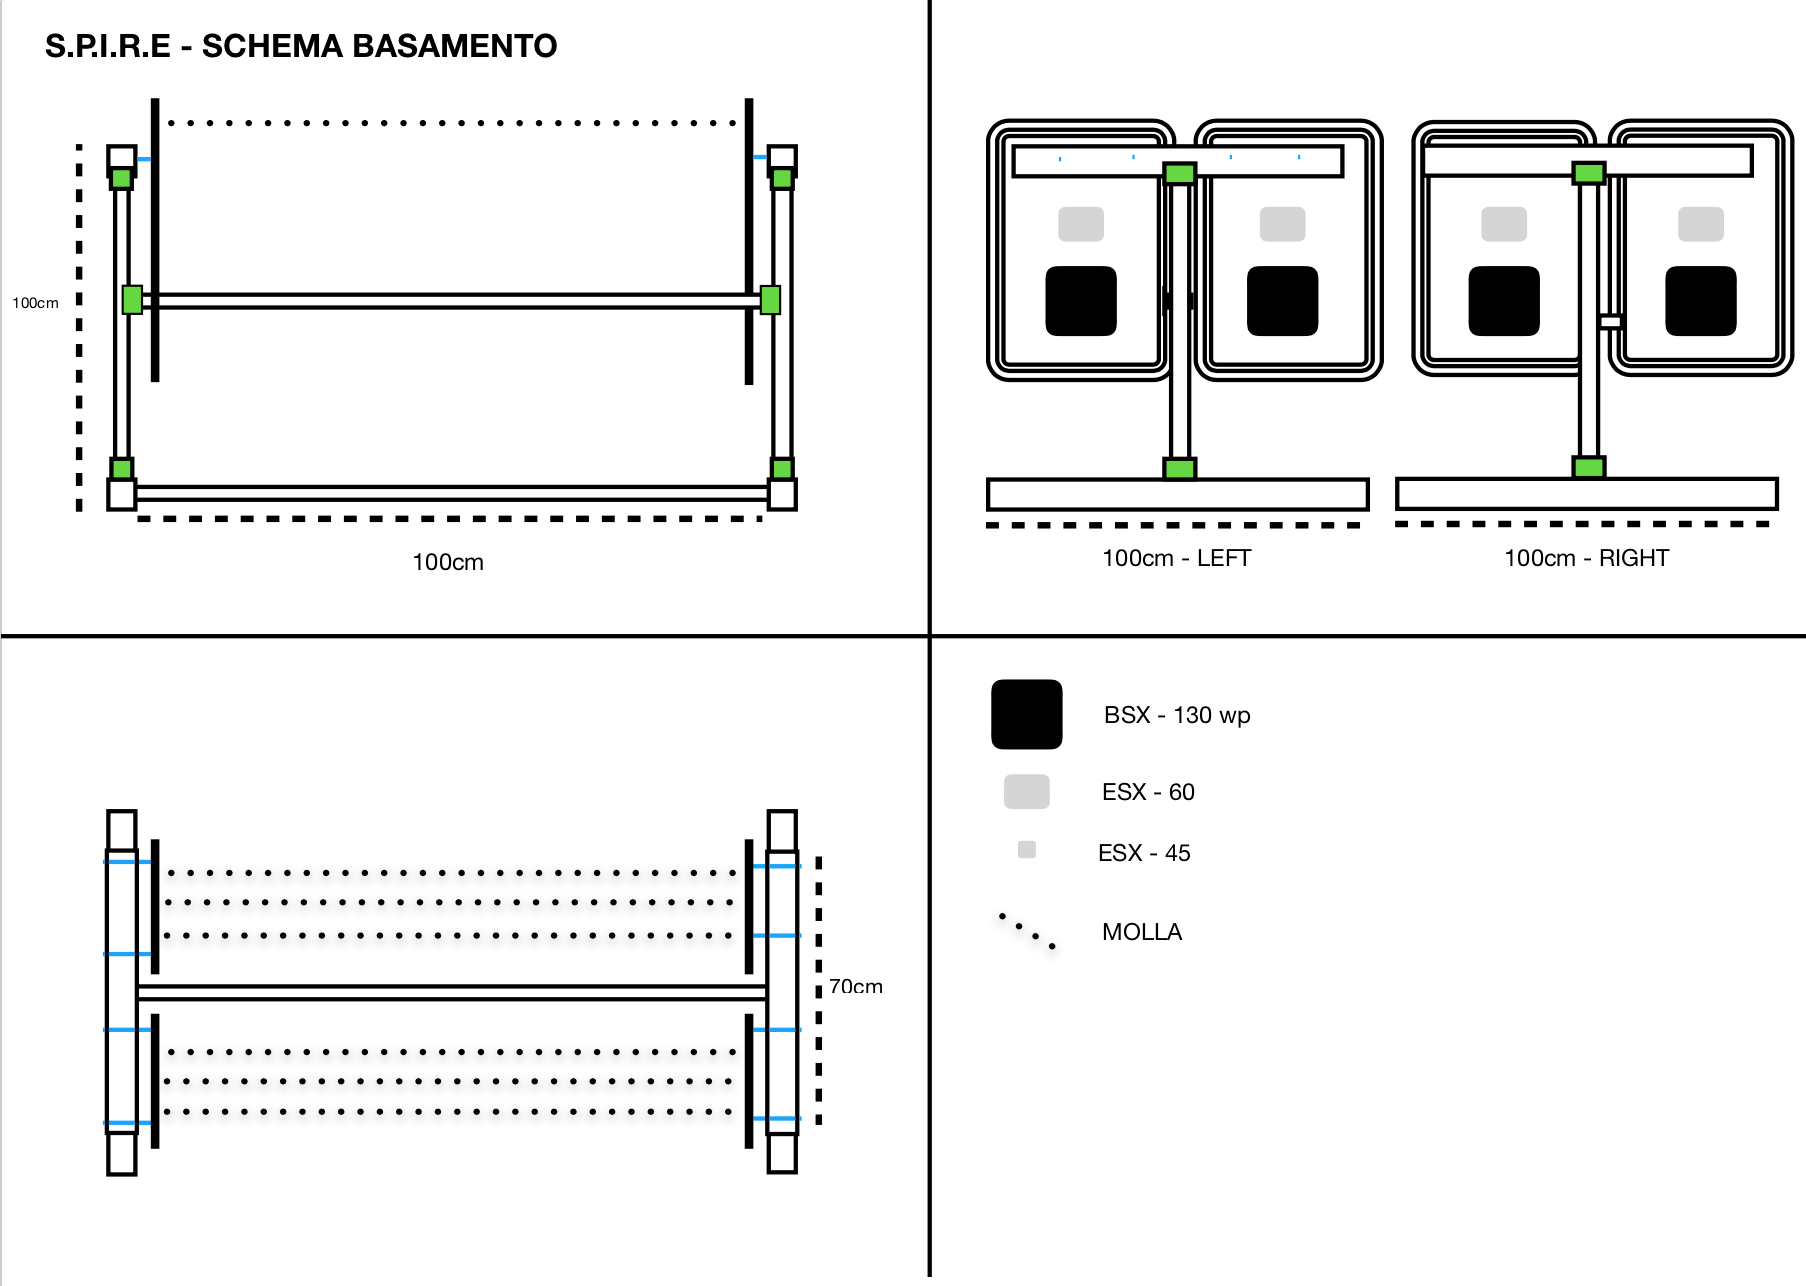 S.P.I.R.E - SCHEMA BASAMENTO
100cm
100cm
100cm - LEFT
100cm - RIGHT
70cm
BSX - 130 wp
ESX - 60
ESX - 45
MOLLA